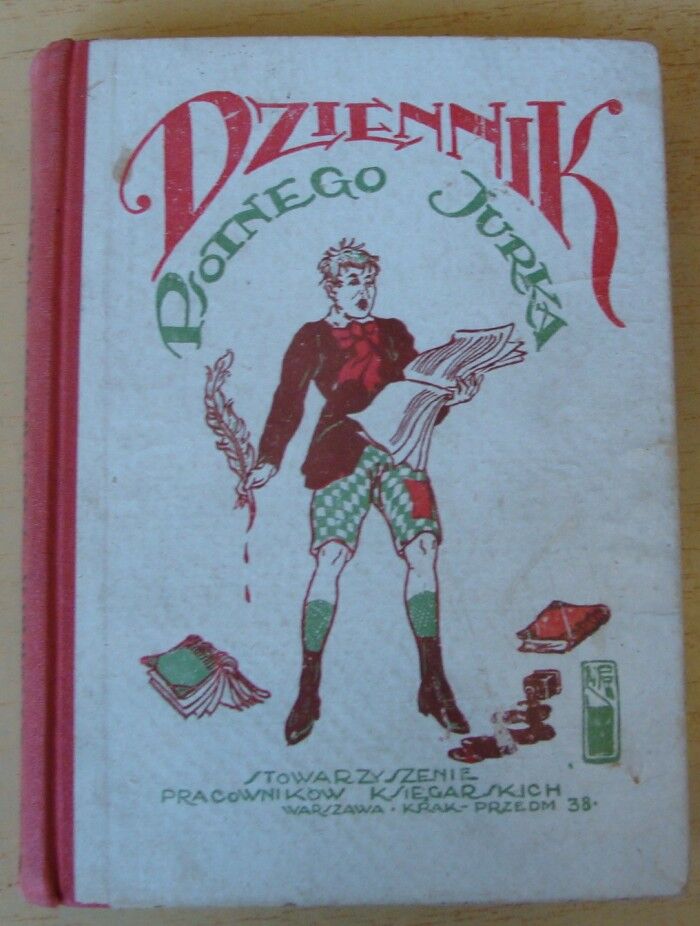 DZIENNIK
PSOTNEGO JURKA
STOWARZYSZENIE
PRACOWNIKÓW KSIĘGARSKICH
WARSZAWA · KRAK-PRZEDM 38·